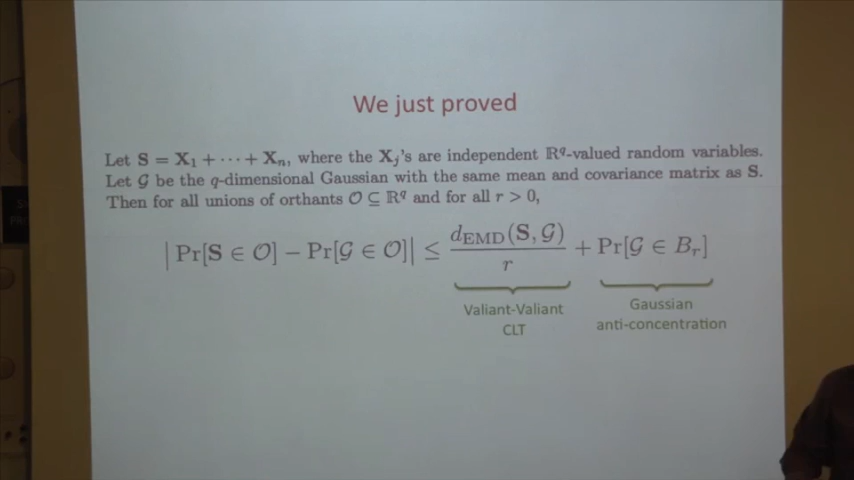 We just proved
Let S = X₁ + ⋯ + Xₙ, where the Xⱼ's are independent ℝ^q-valued random variables.
Let 𝒢 be the q-dimensional Gaussian with the same mean and covariance matrix as S.
Then for all unions of orthants 𝒪 ⊆ ℝ^q and for all r > 0,
|Pr[S ∈ 𝒪] − Pr[𝒢 ∈ 𝒪]| ≤ d_EMD(S, 𝒢) / r + Pr[𝒢 ∈ B_r]
Valiant-Valiant
CLT
Gaussian
anti-concentration